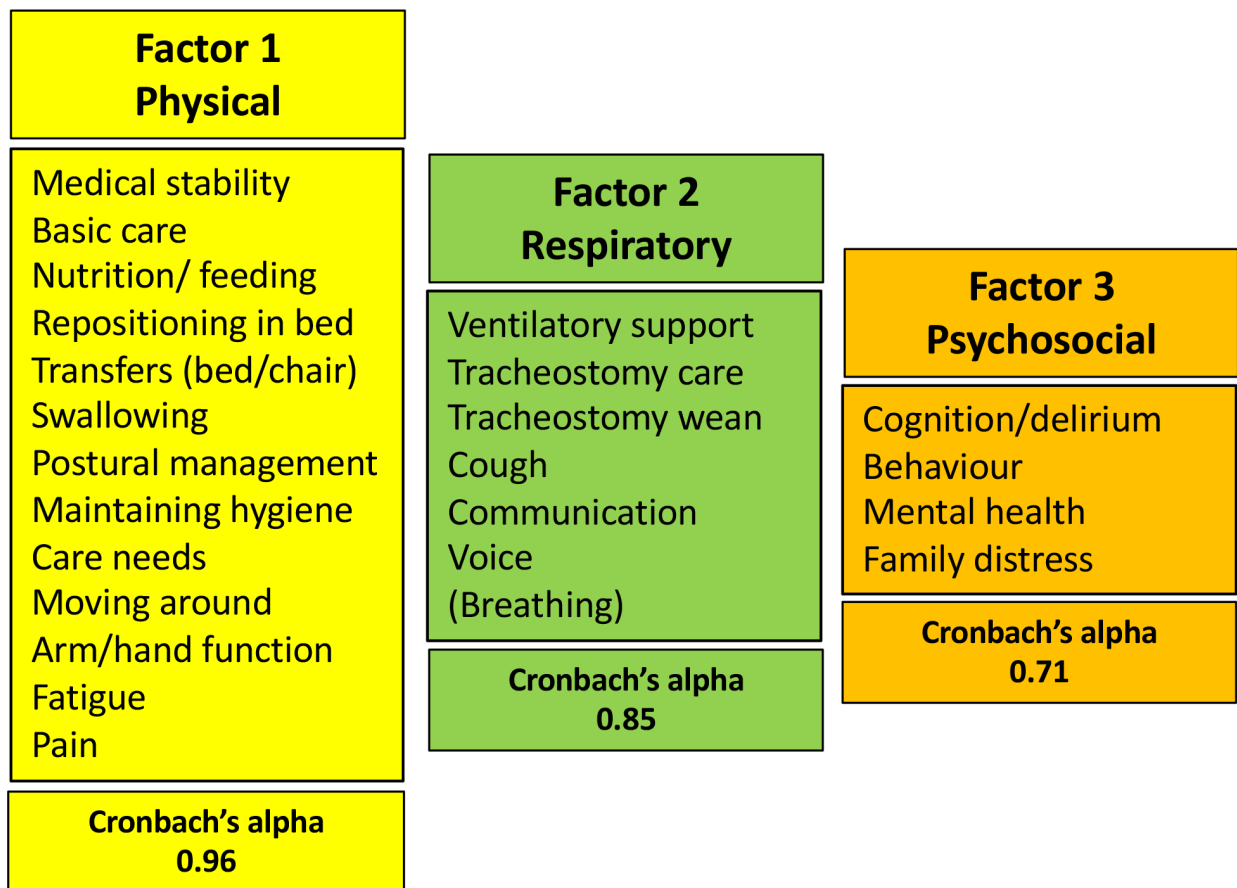 Factor 1
Physical
Medical stability
Basic care
Nutrition/ feeding
Repositioning in bed
Transfers (bed/chair)
Swallowing
Postural management
Maintaining hygiene
Care needs
Moving around
Arm/hand function
Fatigue
Pain
Cronbach’s alpha
0.96
Factor 2
Respiratory
Ventilatory support
Tracheostomy care
Tracheostomy wean
Cough
Communication
Voice
(Breathing)
Cronbach’s alpha
0.85
Factor 3
Psychosocial
Cognition/delirium
Behaviour
Mental health
Family distress
Cronbach’s alpha
0.71